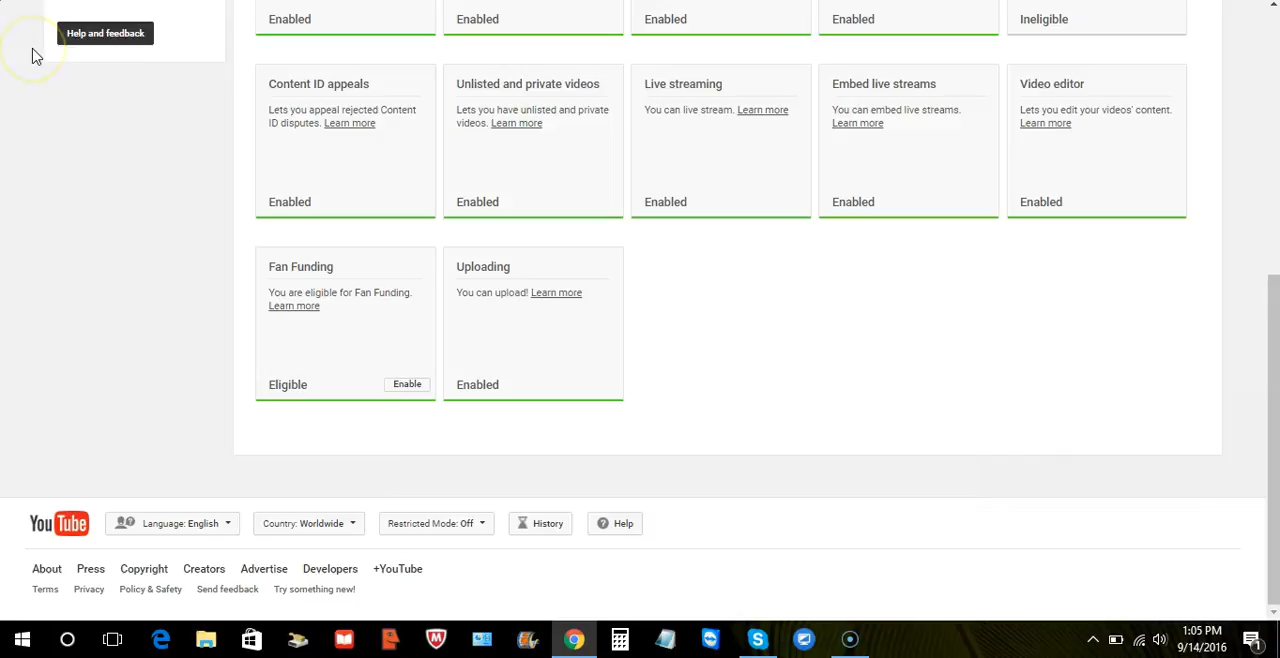 Help and feedback
Enabled
Enabled
Enabled
Enabled
Ineligible
Content ID appeals
Lets you appeal rejected Content
ID disputes. Learn more
Enabled
Unlisted and private videos
Lets you have unlisted and private
videos. Learn more
Enabled
Live streaming
You can live stream. Learn more
Enabled
Embed live streams
You can embed live streams.
Learn more
Enabled
Video editor
Lets you edit your videos' content.
Learn more
Enabled
Fan Funding
You are eligible for Fan Funding.
Learn more
Eligible Enable
Uploading
You can upload! Learn more
Enabled
YouTube Language: English Country: Worldwide Restricted Mode: Off History Help
About Press Copyright Creators Advertise Developers +YouTube
Terms Privacy Policy & Safety Send feedback Try something new!
1:05 PM
9/14/2016
1